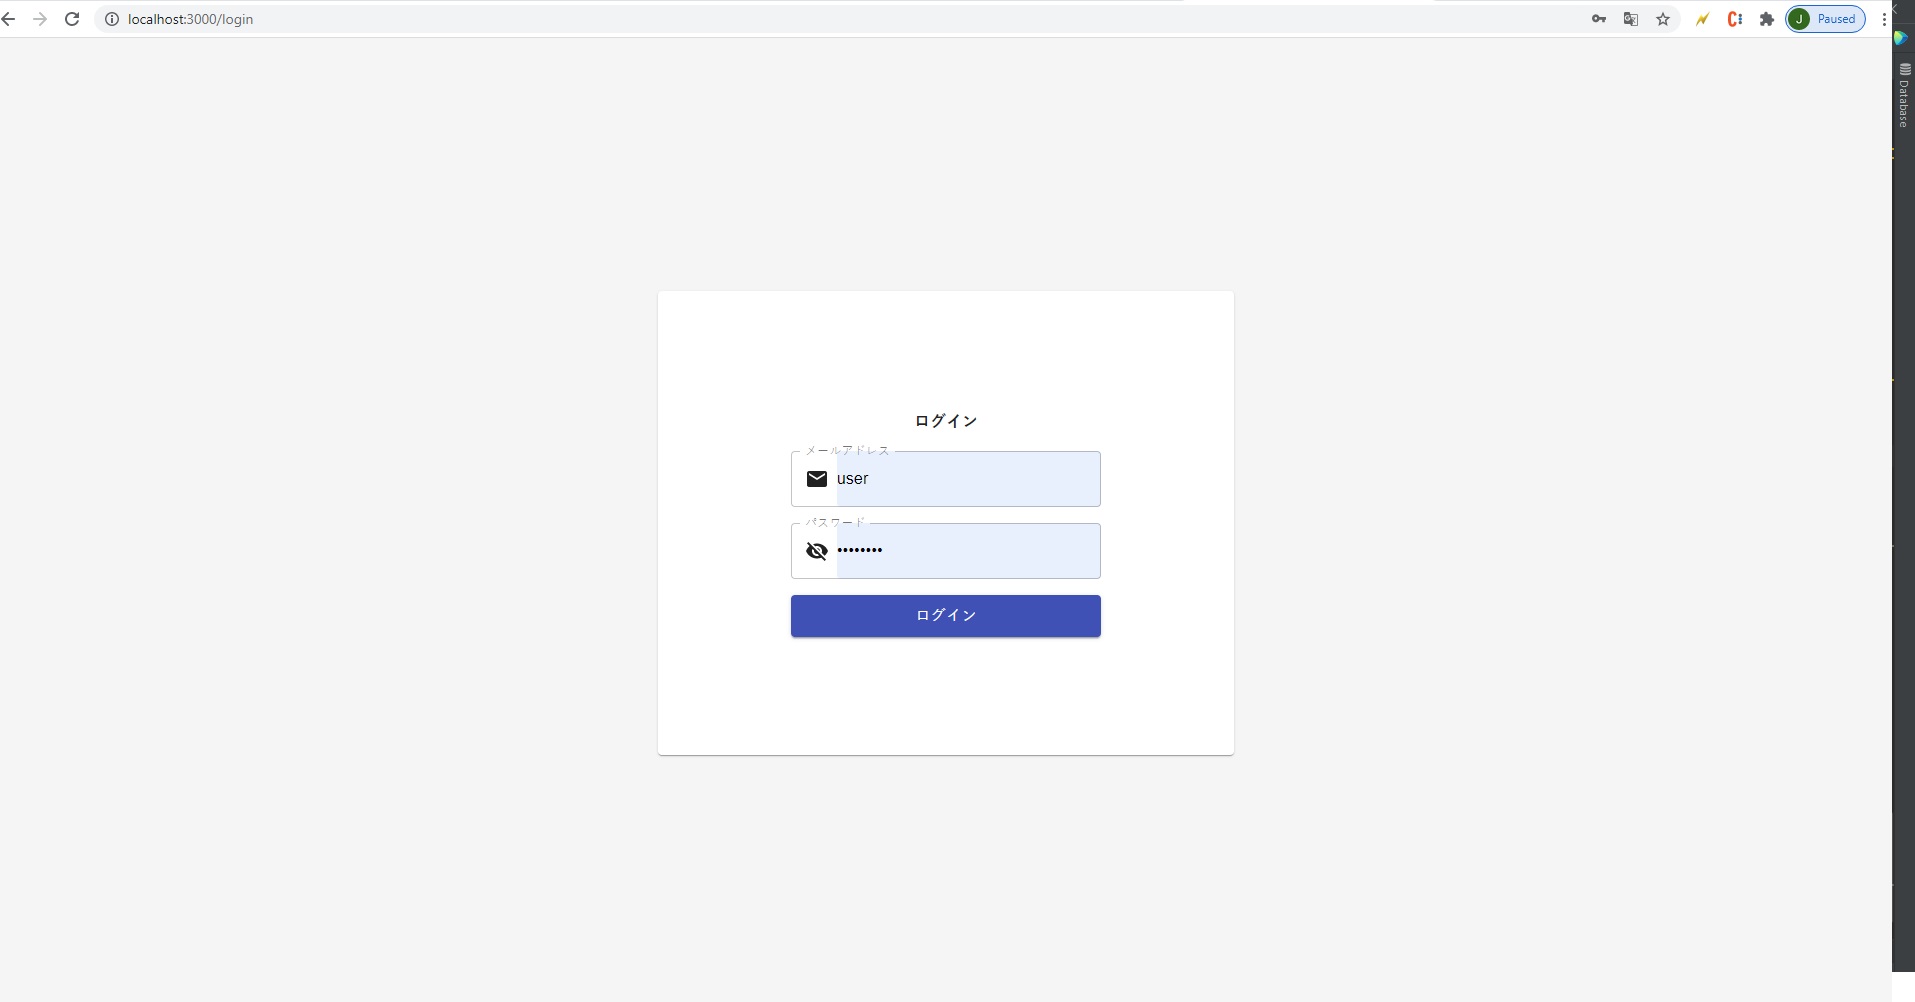 localhost:3000/login
J Paused
Database
ログイン
メールアドレス
user
パスワード
••••••••
ログイン